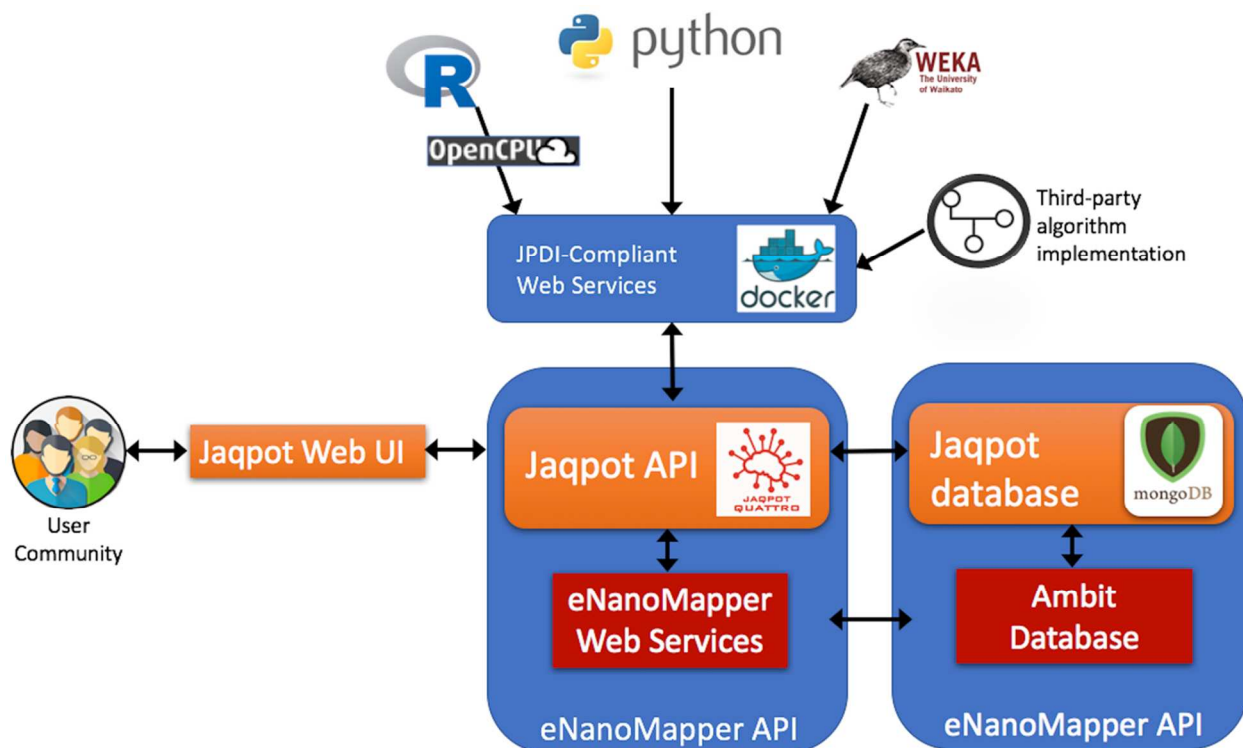 python
R
WEKA
The University
of Waikato
OpenCPU
Third-party
algorithm
implementation
JPDI-Compliant
Web Services
docker
Jaqpot Web UI
Jaqpot API
JAQPOT
QUATTRO
Jaqpot
database
mongoDB
User
Community
eNanoMapper
Web Services
Ambit
Database
eNanoMapper API
eNanoMapper API